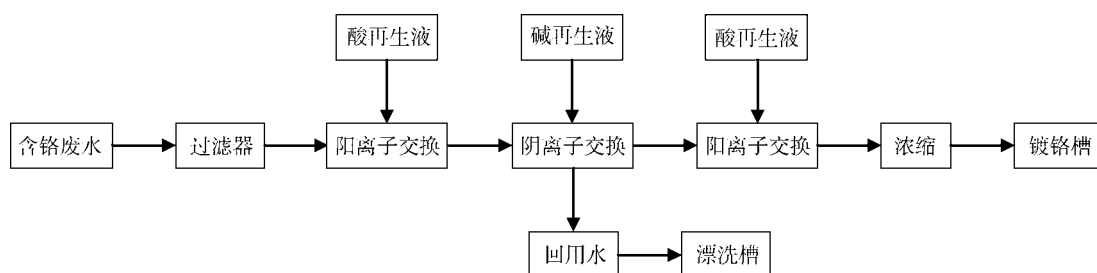 酸再生液
碱再生液
酸再生液
含铬废水
过滤器
阳离子交换
阴离子交换
阳离子交换
浓缩
镀铬槽
回用水
漂洗槽